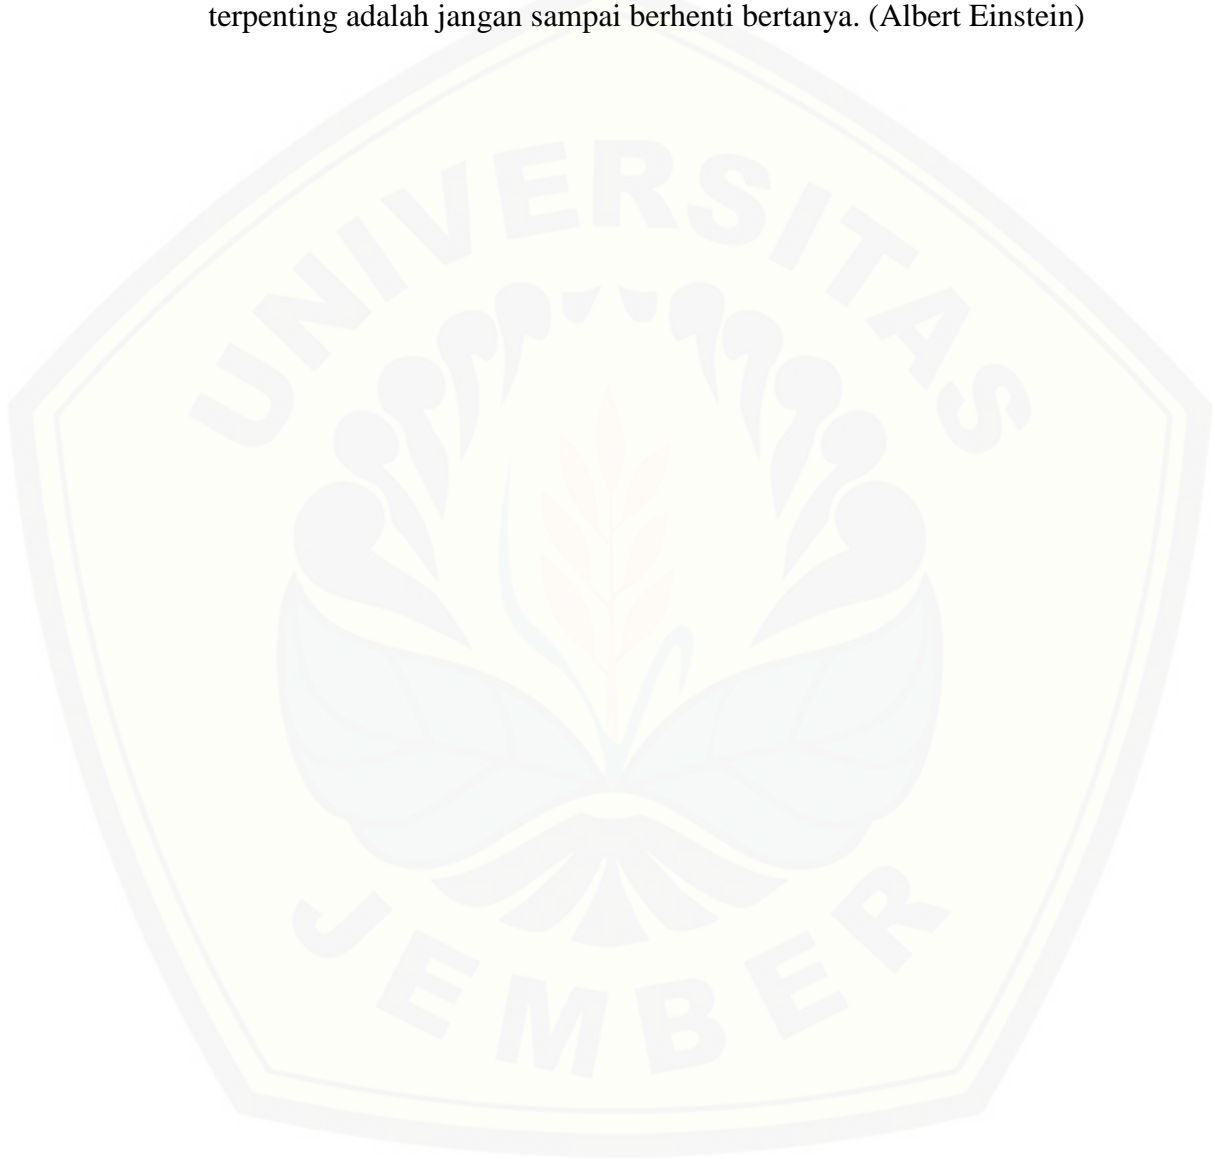 terpenting adalah jangan sampai berhenti bertanya. (Albert Einstein)
UNIVERSITAS
JEMBER